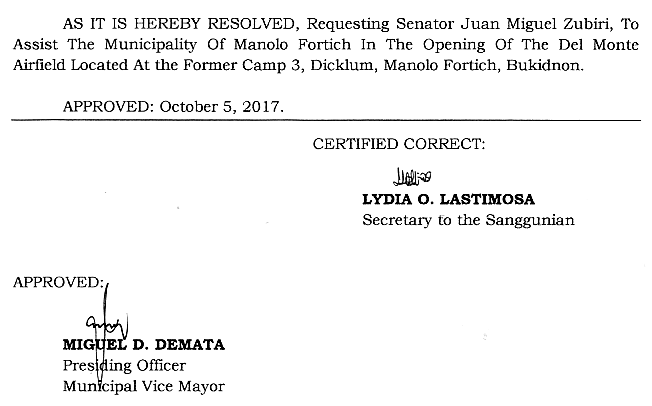 AS IT IS HEREBY RESOLVED, Requesting Senator Juan Miguel Zubiri, To
Assist The Municipality Of Manolo Fortich In The Opening Of The Del Monte
Airfield Located At the Former Camp 3, Dicklum, Manolo Fortich, Bukidnon.
APPROVED: October 5, 2017.
CERTIFIED CORRECT:
LYDIA O. LASTIMOSA
Secretary to the Sanggunian
APPROVED:
MIGUEL D. DEMATA
Presiding Officer
Municipal Vice Mayor